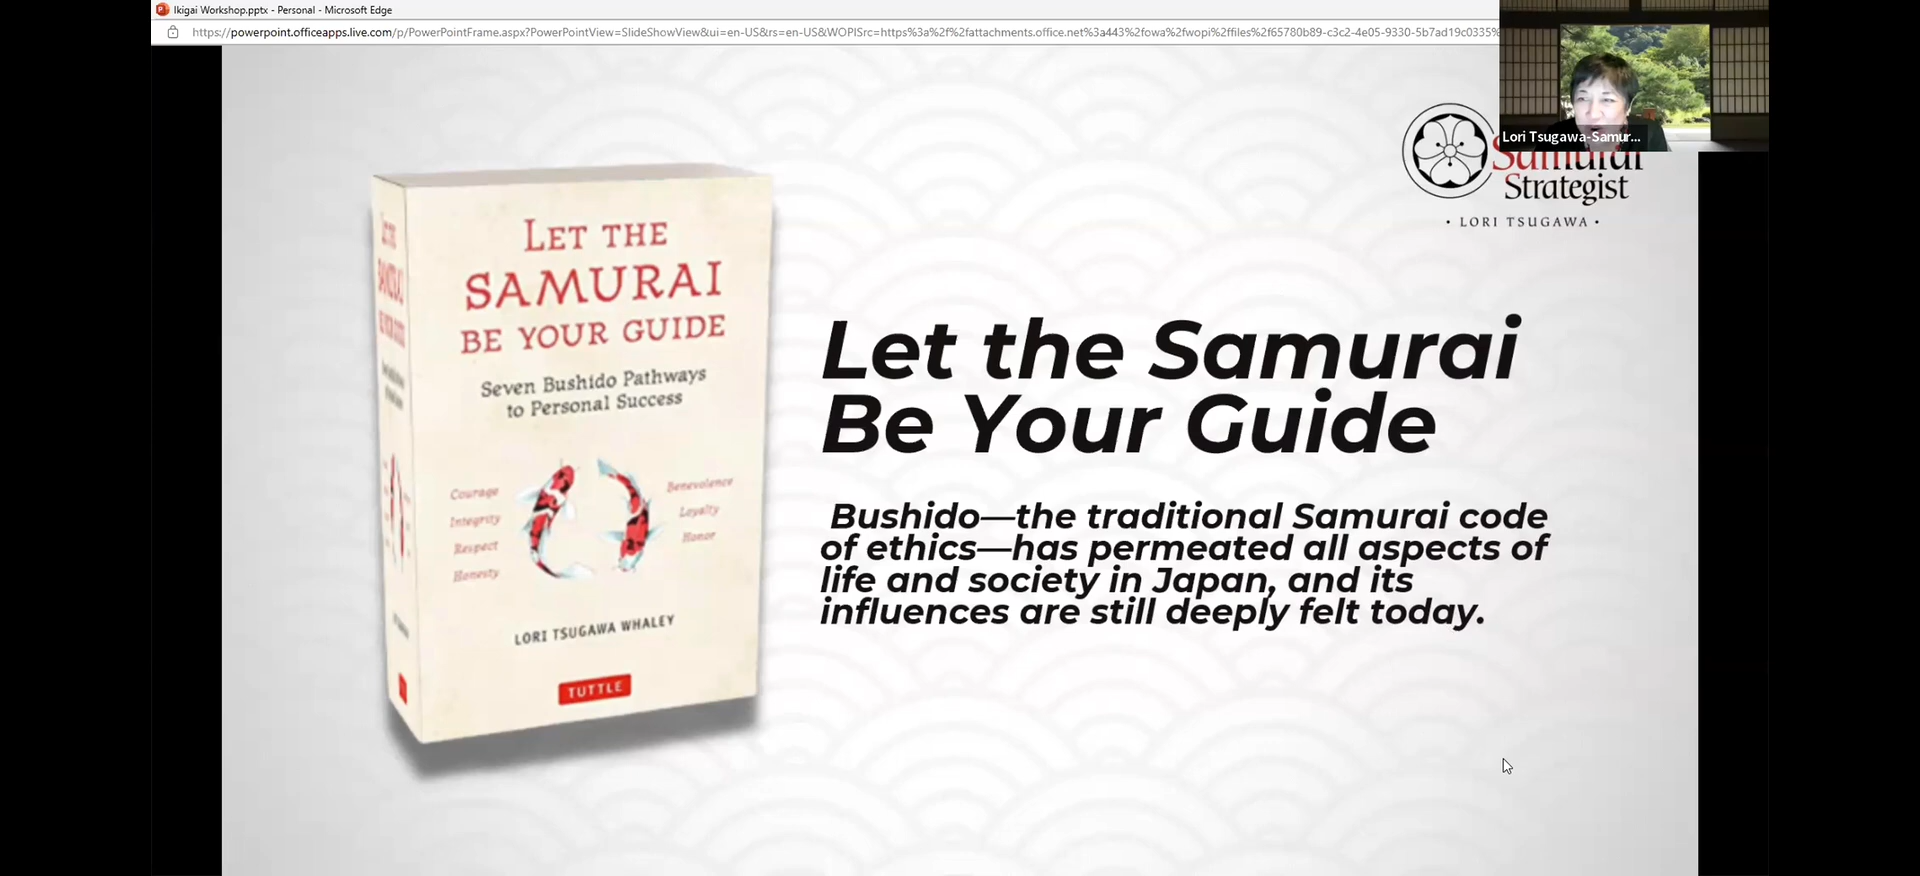 Ikigai Workshop.pptx - Personal - Microsoft Edge
https://powerpoint.officeapps.live.com/p/PowerPointFrame.aspx?PowerPointView=SlideShowView&ui=en-US&rs=en-US&WOPISrc=https%3a%2f%2fattachments.office.net%3a443%2fowa%2fwopi%2ffiles%2f65780b89-c3c2-4e05-9330-5b7ad19c0335%
Lori Tsugawa-Samur...
Samurai
Strategist
• LORI TSUGAWA •
LET THE
SAMURAI
BE YOUR GUIDE
Seven Bushido Pathways
to Personal Success
Courage
Integrity
Respect
Honesty
Benevolence
Loyalty
Honor
LORI TSUGAWA WHALEY
TUTTLE
Let the Samurai
Be Your Guide
Bushido—the traditional Samurai code
of ethics—has permeated all aspects of
life and society in Japan, and its
influences are still deeply felt today.